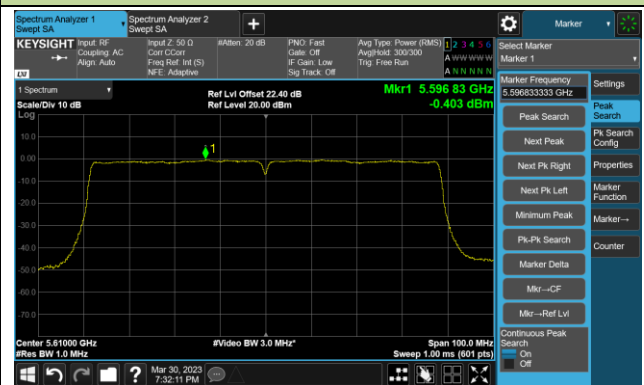 Spectrum Analyzer 1
Swept SA
Spectrum Analyzer 2
Swept SA
+
Marker
KEYSIGHT
Input: RF
Coupling: AC
Align: Auto
Input Z: 50 Ω
Corr CCorr
Freq Ref: Int (S)
NFE: Adaptive
#Atten: 20 dB
PNO: Fast
Gate: Off
IF Gain: Low
Sig Track: Off
Avg Type: Power (RMS)
Avg|Hold: 300/300
Trig: Free Run
1 2 3 4 5 6
A W W W W W
A N N N N N
LXI
Select Marker
Marker 1
1 Spectrum
Scale/Div 10 dB
Log
Ref Lvl Offset 22.40 dB
Ref Level 20.00 dBm
Mkr1 5.596 83 GHz
-0.403 dBm
10.0
0.00
-10.0
-20.0
-30.0
-40.0
-50.0
-60.0
-70.0
1
Center 5.61000 GHz
#Res BW 1.0 MHz
#Video BW 3.0 MHz*
Span 100.0 MHz
Sweep 1.00 ms (601 pts)
Marker Frequency
5.596833333 GHz
Peak Search
Next Peak
Next Pk Right
Next Pk Left
Minimum Peak
Pk-Pk Search
Marker Delta
Mkr→CF
Mkr→Ref Lvl
Continuous Peak
Search
On
Off
Settings
Peak
Search
Pk Search
Config
Properties
Marker
Function
Marker→
Counter
?
Mar 30, 2023
7:32:11 PM